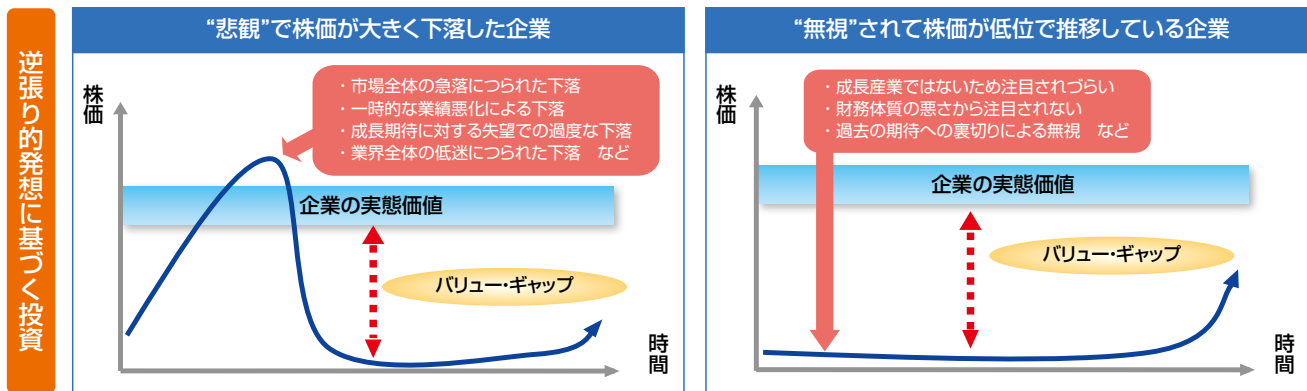 逆張り的発想に基づく投資
“悲観”で株価が大きく下落した企業
株価
・市場全体の急落につられた下落
・一時的な業績悪化による下落
・成長期待に対する失望での過度な下落
・業界全体の低迷につられた下落　など
企業の実態価値
バリュー・ギャップ
時間
“無視”されて株価が低位で推移している企業
株価
・成長産業ではないため注目されづらい
・財務体質の悪さから注目されない
・過去の期待への裏切りによる無視　など
企業の実態価値
バリュー・ギャップ
時間